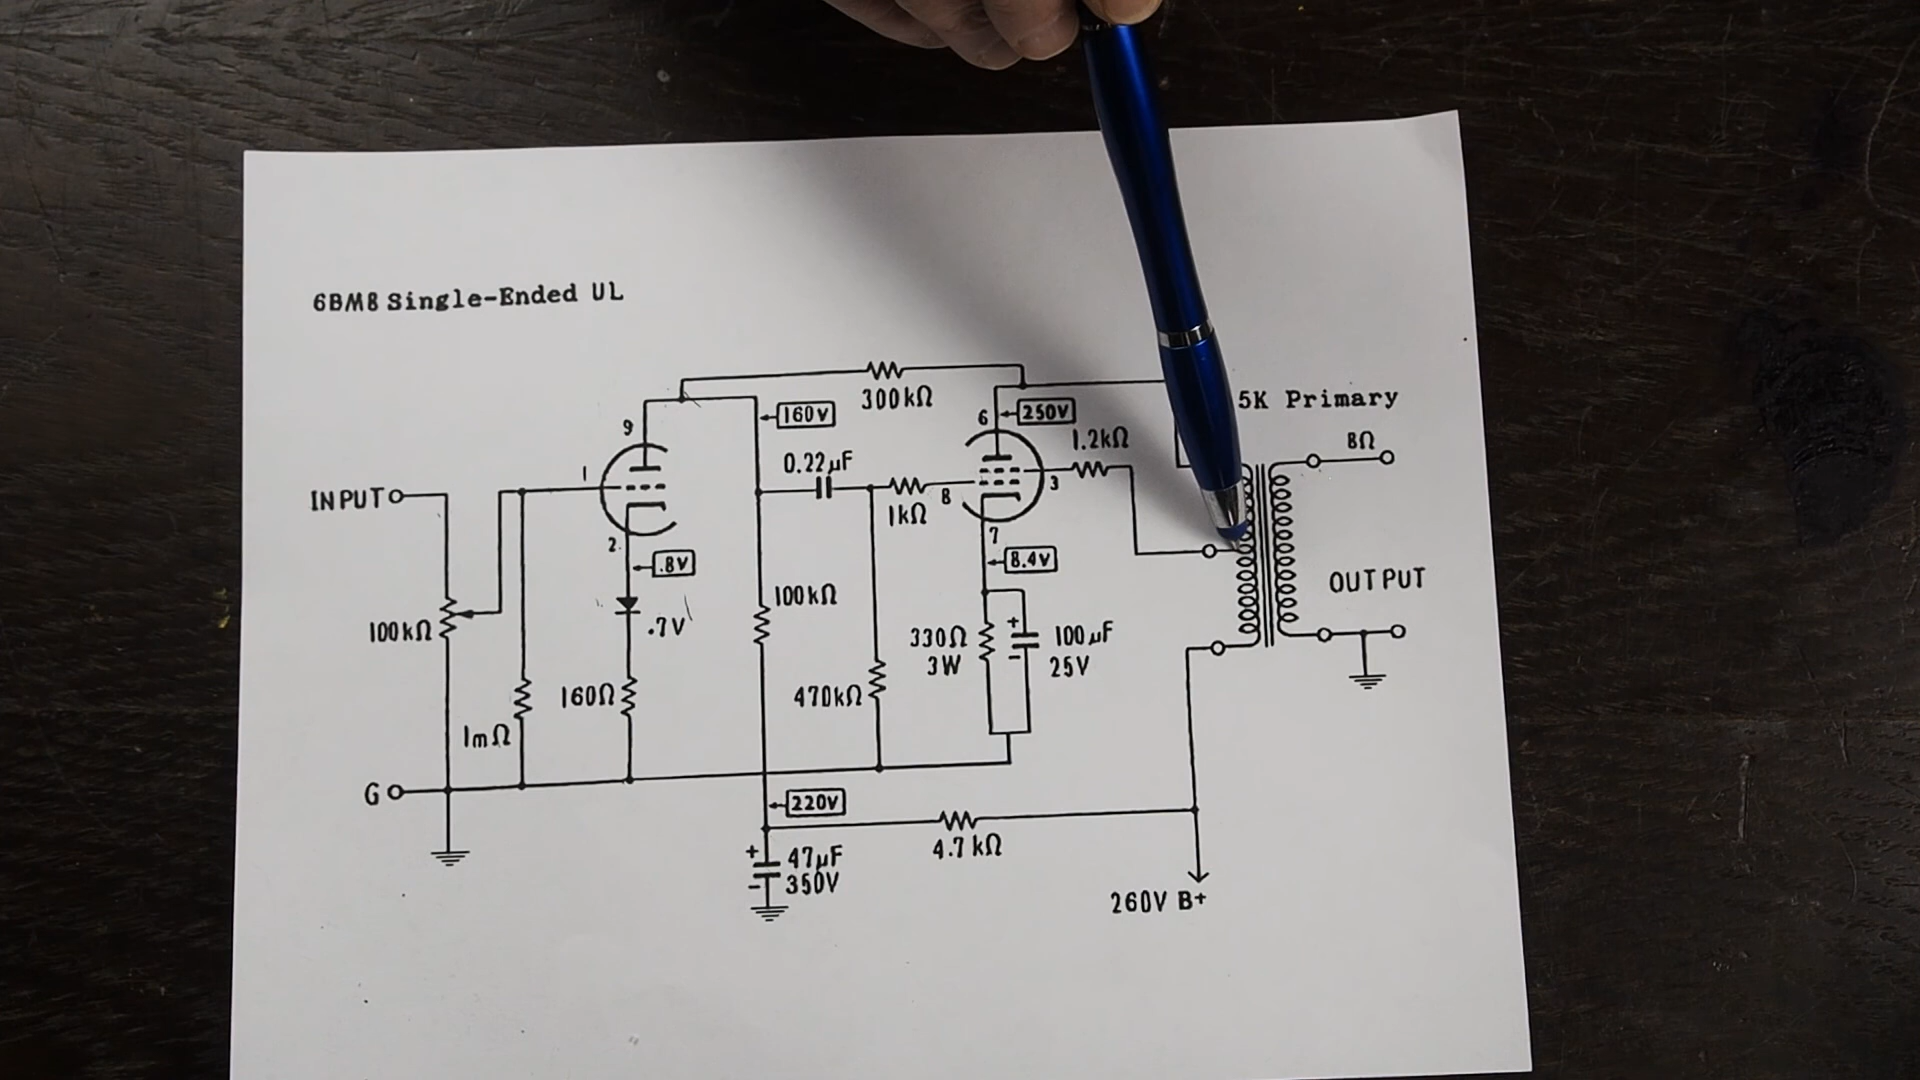 6BM8 Single-Ended UL
300kΩ
5K Primary
9
160V
6
250V
1.2kΩ
8Ω
1
0.22µF
3
INPUT
1kΩ
8
2
7
.8V
8.4V
OUTPUT
100kΩ
.7V
100kΩ
330Ω
3W
100µF
25V
+
-
160Ω
470kΩ
1mΩ
G
220V
+
47µF
-
350V
4.7kΩ
260V B+